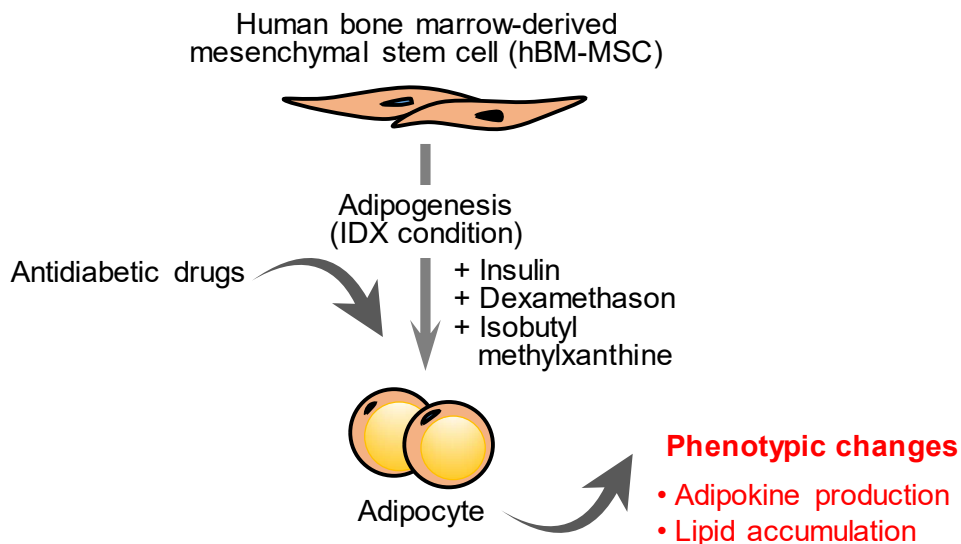 Human bone marrow-derived
mesenchymal stem cell (hBM-MSC)
Adipogenesis
(IDX condition)
Antidiabetic drugs
+ Insulin
+ Dexamethason
+ Isobutyl
methylxanthine
Adipocyte
Phenotypic changes
• Adipokine production
• Lipid accumulation